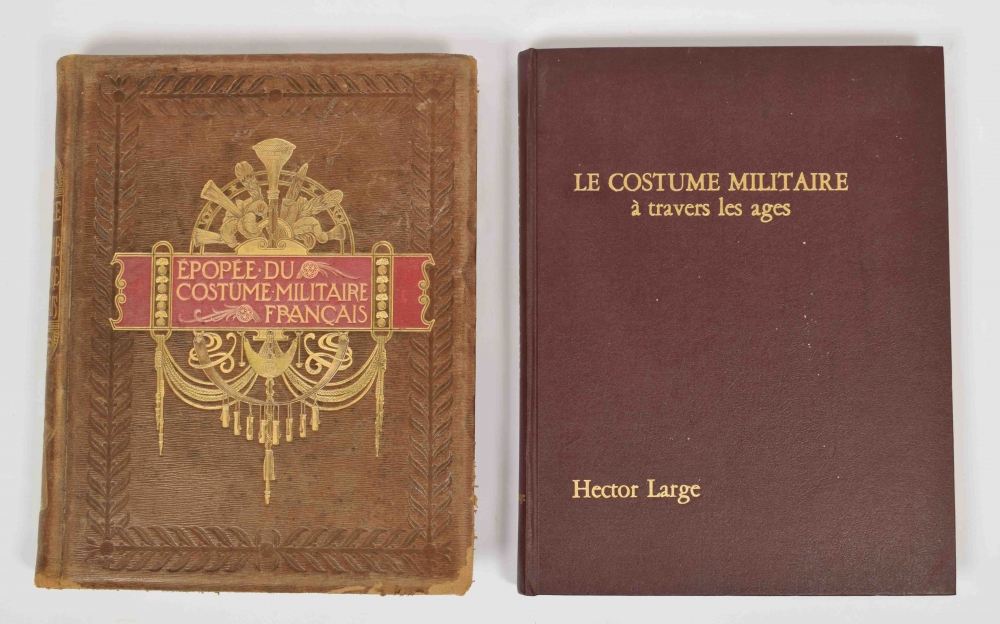 ÉPOPÉE·DU
COSTUME·MILITAIRE
FRANÇAIS
LE COSTUME MILITAIRE
à travers les ages
Hector Large